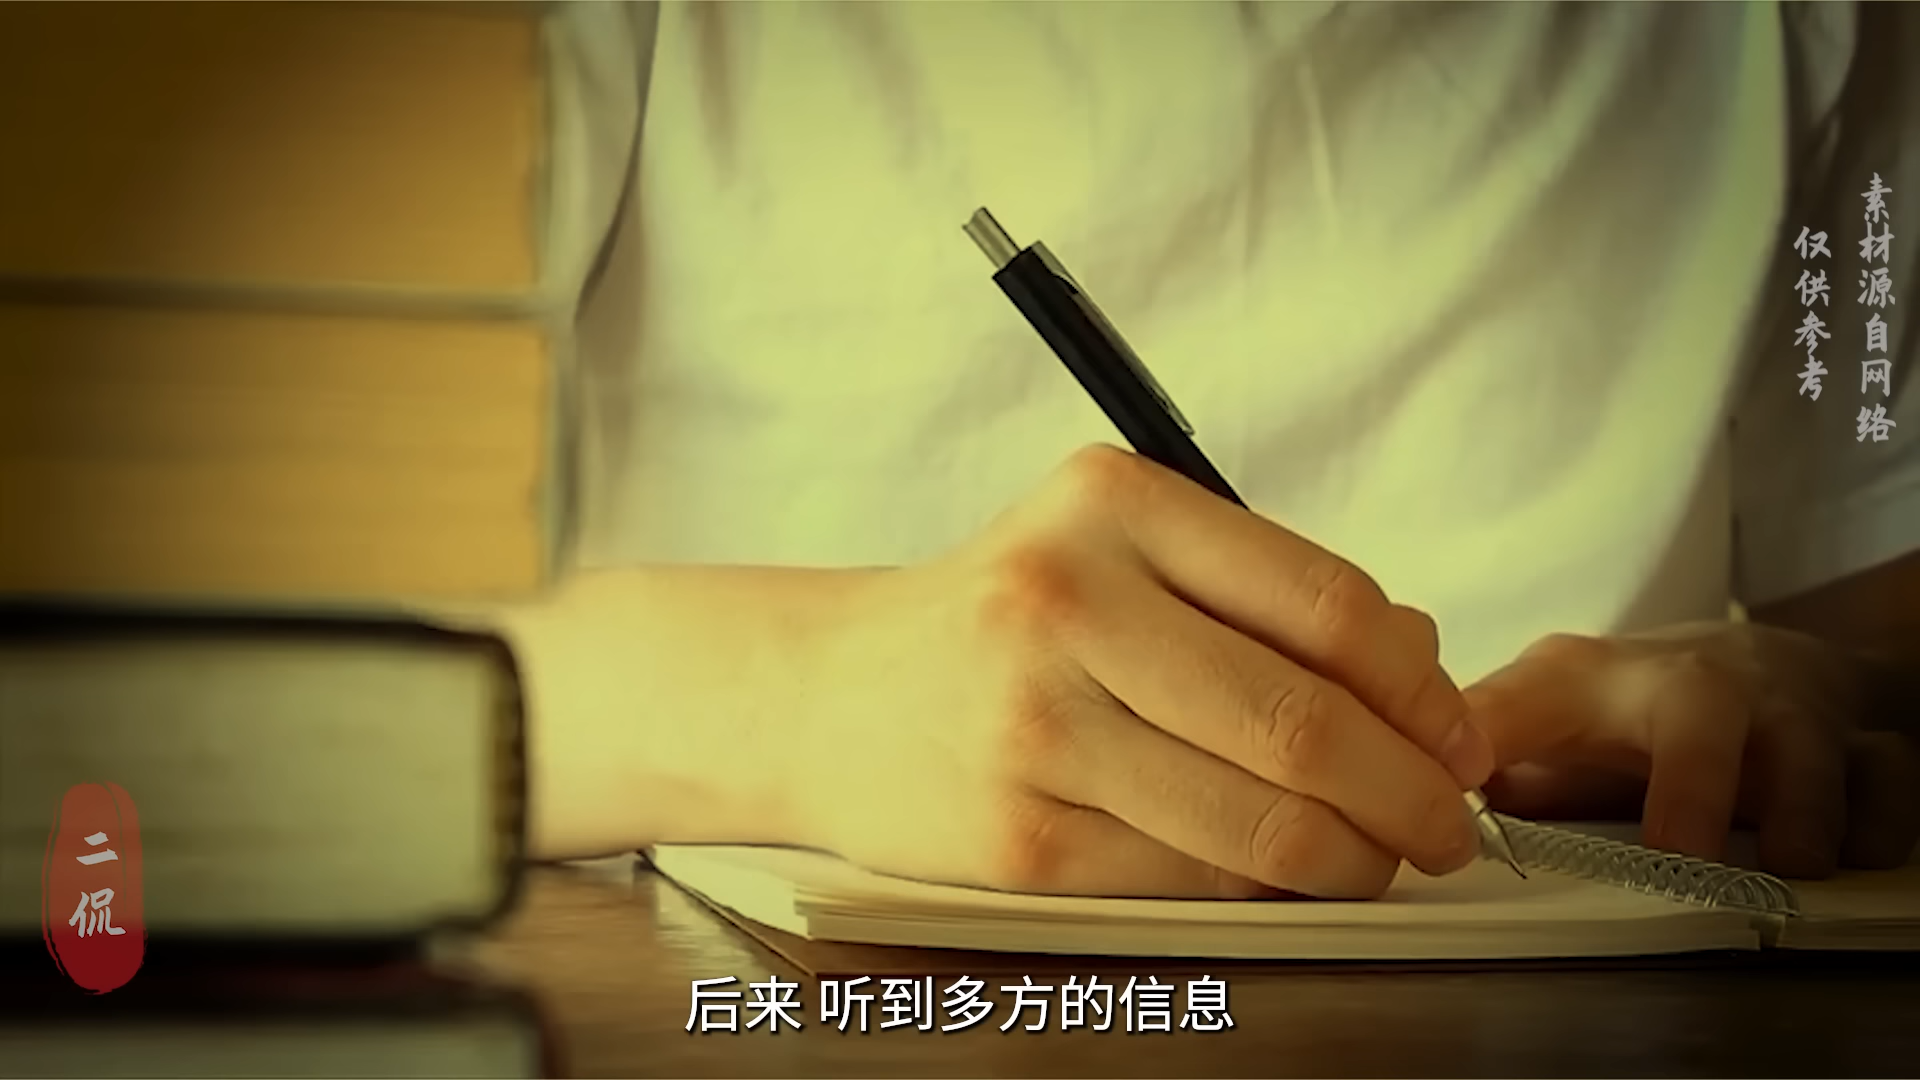 素材源自网络
仅供参考
二侃
后来 听到多方的信息